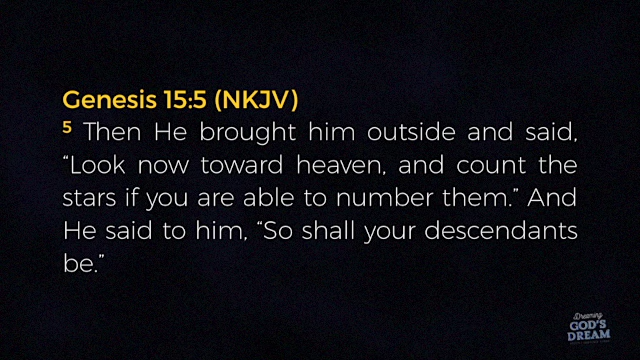 Genesis 15:5 (NKJV)
5 Then He brought him outside and said,
“Look now toward heaven, and count the
stars if you are able to number them.” And
He said to him, “So shall your descendants
be.”
Dreaming
GOD'S
DREAM